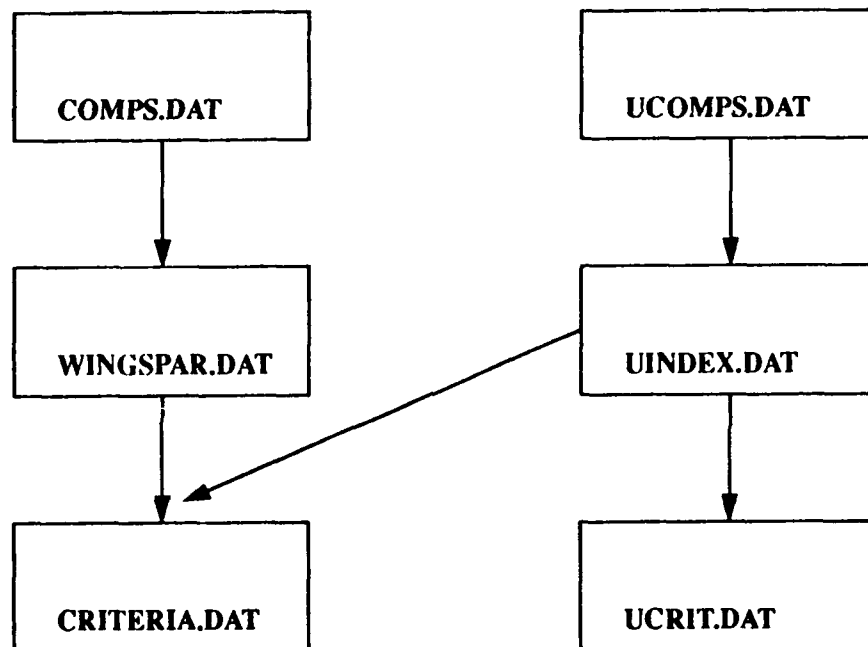 COMPS.DAT
UCOMPS.DAT
WINGSPAR.DAT
UINDEX.DAT
CRITERIA.DAT
UCRIT.DAT